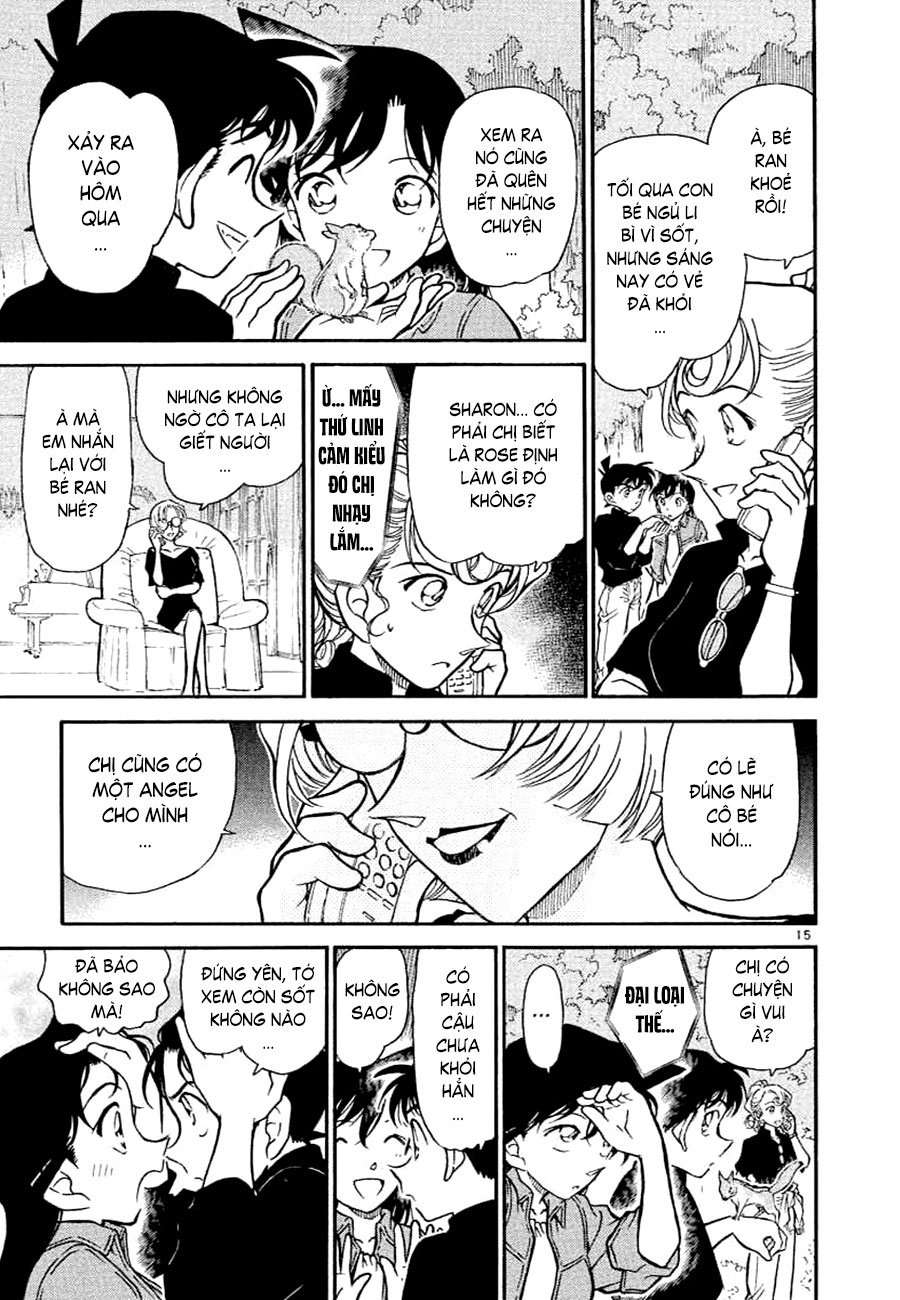 À, BÉ
RAN
KHOẺ
RỒI!
TỐI QUA CON
BÉ NGỦ LI
BÌ VÌ SỐT,
NHƯNG SÁNG
NAY CÓ VẺ
ĐÃ KHỎI
...
XEM RA
NÓ CŨNG
ĐÃ QUÊN
HẾT NHỮNG
CHUYỆN
...
XẢY RA
VÀO
HÔM
QUA
...
SHARON... CÓ
PHẢI CHỊ BIẾT
LÀ ROSE ĐỊNH
LÀM GÌ ĐÓ
KHÔNG?
Ừ... MẤY
THỨ LINH
CẢM KIỂU
ĐÓ CHỊ
NHẠY
LẮM...
NHƯNG KHÔNG
NGỜ CÔ TA LẠI
GIẾT NGƯỜI
...
À MÀ
EM NHẮN
LẠI VỚI
BÉ RAN
NHÉ?
CÓ LẼ
ĐÚNG NHƯ
CÔ BÉ
NÓI...
CHỊ CŨNG CÓ
MỘT ANGEL
CHO MÌNH
...
15
CHỊ CÓ
CHUYỆN
GÌ VUI
À?
ĐẠI LOẠI
THẾ...
...
CÓ
PHẢI
CẬU
CHƯA
KHỎI
HẲN
...
KHÔNG
SAO!
ĐỨNG YÊN, TỚ
XEM CÒN SỐT
KHÔNG NÀO
...
ĐÃ BẢO
KHÔNG SAO
MÀ!